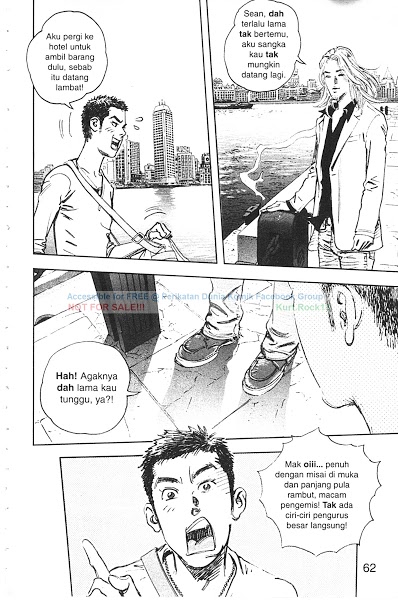 Sean, dah
terlalu lama
tak bertemu,
aku sangka
kau tak
mungkin
datang lagi.
Aku pergi ke
hotel untuk
ambil barang
dulu, sebab
itu datang
lambat!
Accessible for FREE @ Perikatan Dunia Komik Facebook Group
NOT FOR SALE!!!
Hah! Agaknya
dah lama kau
tunggu, ya?!
Mak oiii... penuh
dengan misai di muka
dan panjang pula
rambut, macam
pengemis! Tak ada
ciri-ciri pengurus
besar langsung!
62